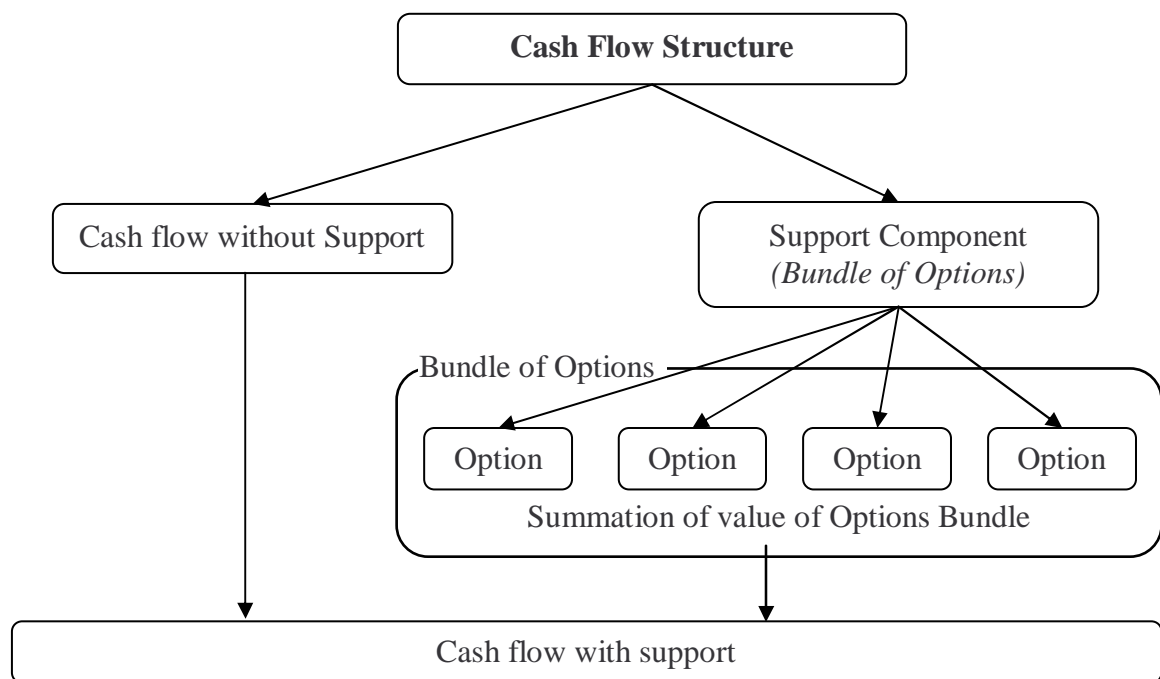 Cash Flow Structure
Cash flow without Support
Support Component
(Bundle of Options)
Bundle of Options
Option
Option
Option
Option
Summation of value of Options Bundle
Cash flow with support